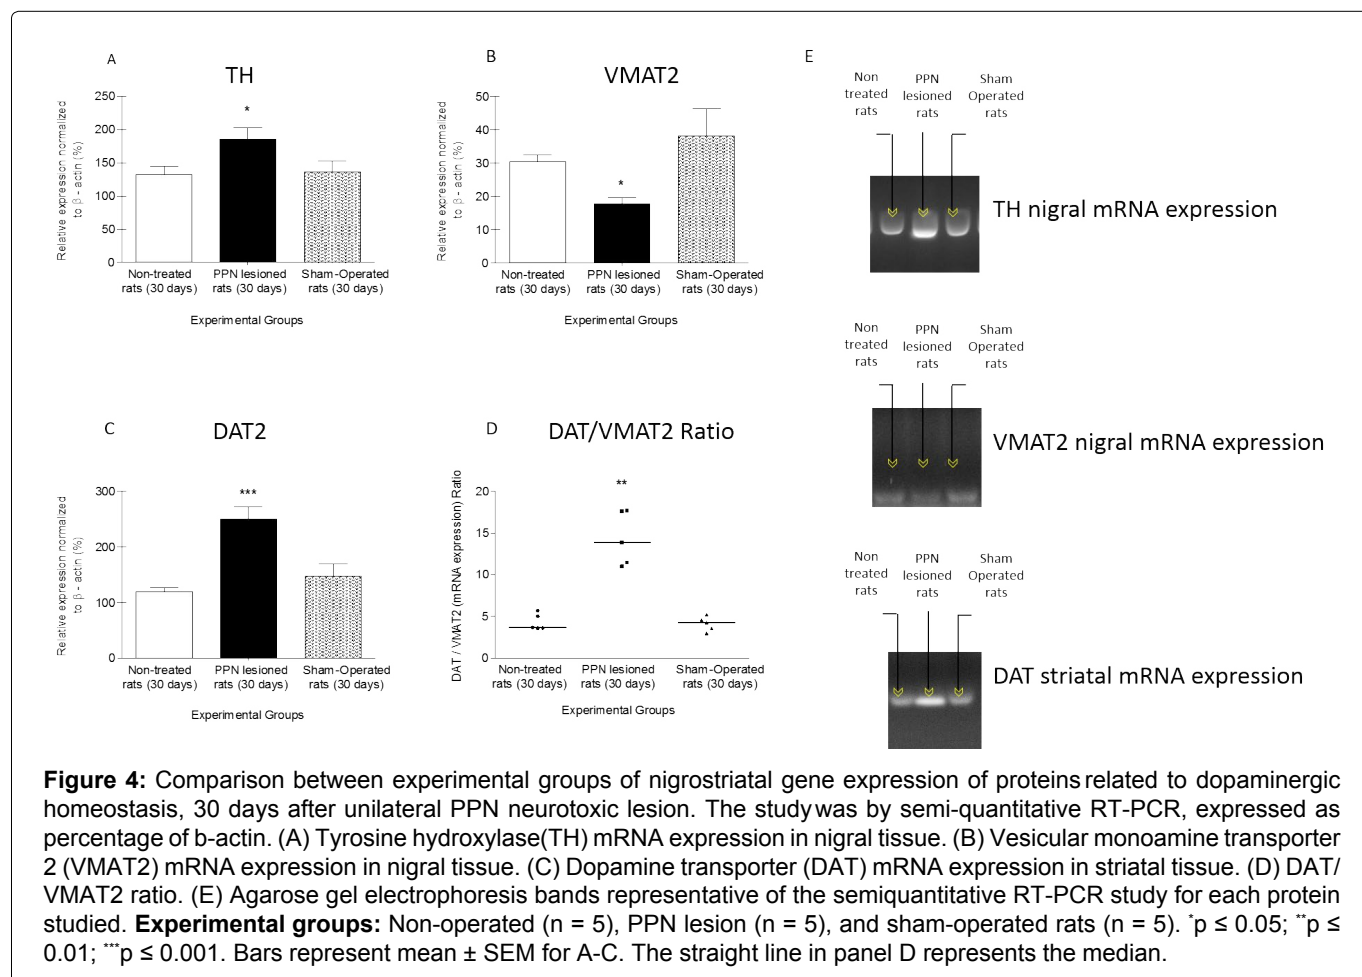 A
TH
Relative expression normalized
to β - actin (%)
250
200
150
100
50
0
*
Non-treated
rats (30 days)
PPN lesioned
rats (30 days)
Sham-Operated
rats (30 days)
Experimental Groups
B
VMAT2
Relative expression normalized
to β - actin (%)
50
40
30
20
10
0
*
Non-treated
rats (30 days)
PPN lesioned
rats (30 days)
Sham-Operated
rats (30 days)
Experimental Groups
C
DAT2
Relative expression normalized
to β - actin (%)
300
200
100
0
***
Non-treated
rats (30 days)
PPN lesioned
rats (30 days)
Sham-Operated
rats (30 days)
Experimental Groups
D
DAT/VMAT2 Ratio
DAT / VMAT2 (mRNA expression) Ratio
20
15
10
5
0
**
Non-treated
rats (30 days)
PPN lesioned
rats (30 days)
Sham-Operated
rats (30 days)
Experimental Groups
E
Non
treated
rats
PPN
lesioned
rats
Sham
Operated
rats
TH nigral mRNA expression
Non
treated
rats
PPN
lesioned
rats
Sham
Operated
rats
VMAT2 nigral mRNA expression
Non
treated
rats
PPN
lesioned
rats
Sham
Operated
rats
DAT striatal mRNA expression
Figure 4: Comparison between experimental groups of nigrostriatal gene expression of proteins related to dopaminergic
homeostasis, 30 days after unilateral PPN neurotoxic lesion. The study was by semi-quantitative RT-PCR, expressed as
percentage of b-actin. (A) Tyrosine hydroxylase(TH) mRNA expression in nigral tissue. (B) Vesicular monoamine transporter
2 (VMAT2) mRNA expression in nigral tissue. (C) Dopamine transporter (DAT) mRNA expression in striatal tissue. (D) DAT/
VMAT2 ratio. (E) Agarose gel electrophoresis bands representative of the semiquantitative RT-PCR study for each protein
studied. Experimental groups: Non-operated (n = 5), PPN lesion (n = 5), and sham-operated rats (n = 5). *p ≤ 0.05; **p ≤
0.01; ***p ≤ 0.001. Bars represent mean ± SEM for A-C. The straight line in panel D represents the median.